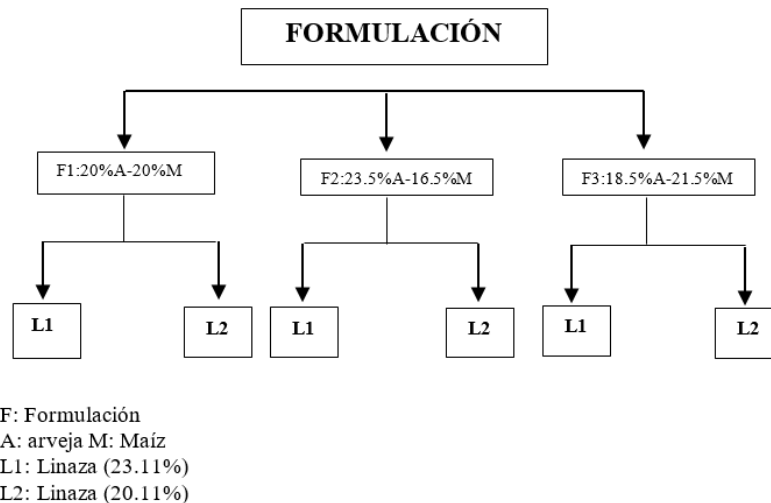 FORMULACIÓN
F1:20%A-20%M
F2:23.5%A-16.5%M
F3:18.5%A-21.5%M
L1
L2
L1
L2
L1
L2
F: Formulación
A: arveja M: Maíz
L1: Linaza (23.11%)
L2: Linaza (20.11%)